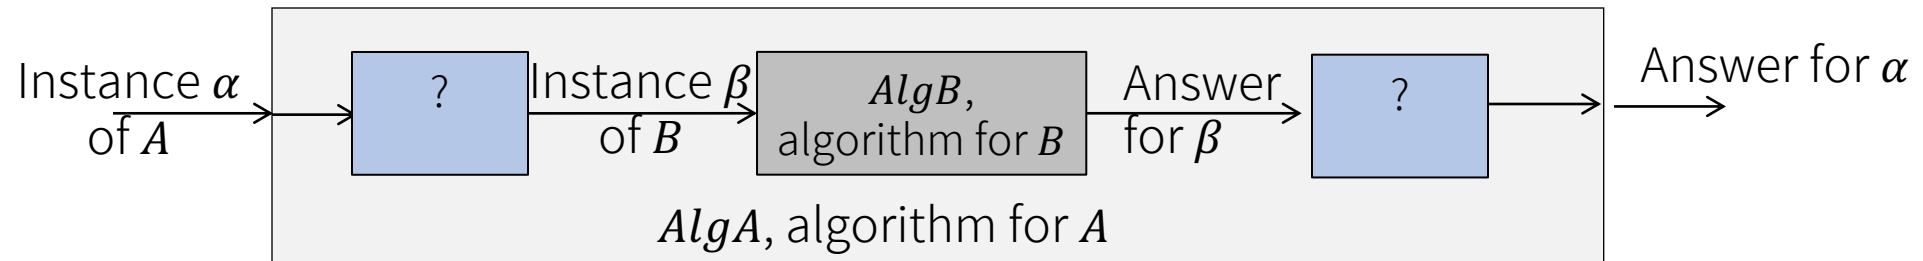 Instance α
of A
?
Instance β
of B
AlgB,
algorithm for B
Answer
for β
?
Answer for α
AlgA, algorithm for A